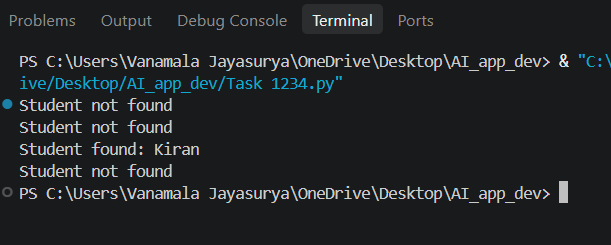 Problems Output Debug Console Terminal Ports
PS C:\Users\Vanamala Jayasurya\OneDrive\Desktop\AI_app_dev> & "C:\
ive/Desktop/AI_app_dev/Task 1234.py"
Student not found
Student not found
Student found: Kiran
Student not found
PS C:\Users\Vanamala Jayasurya\OneDrive\Desktop\AI_app_dev>